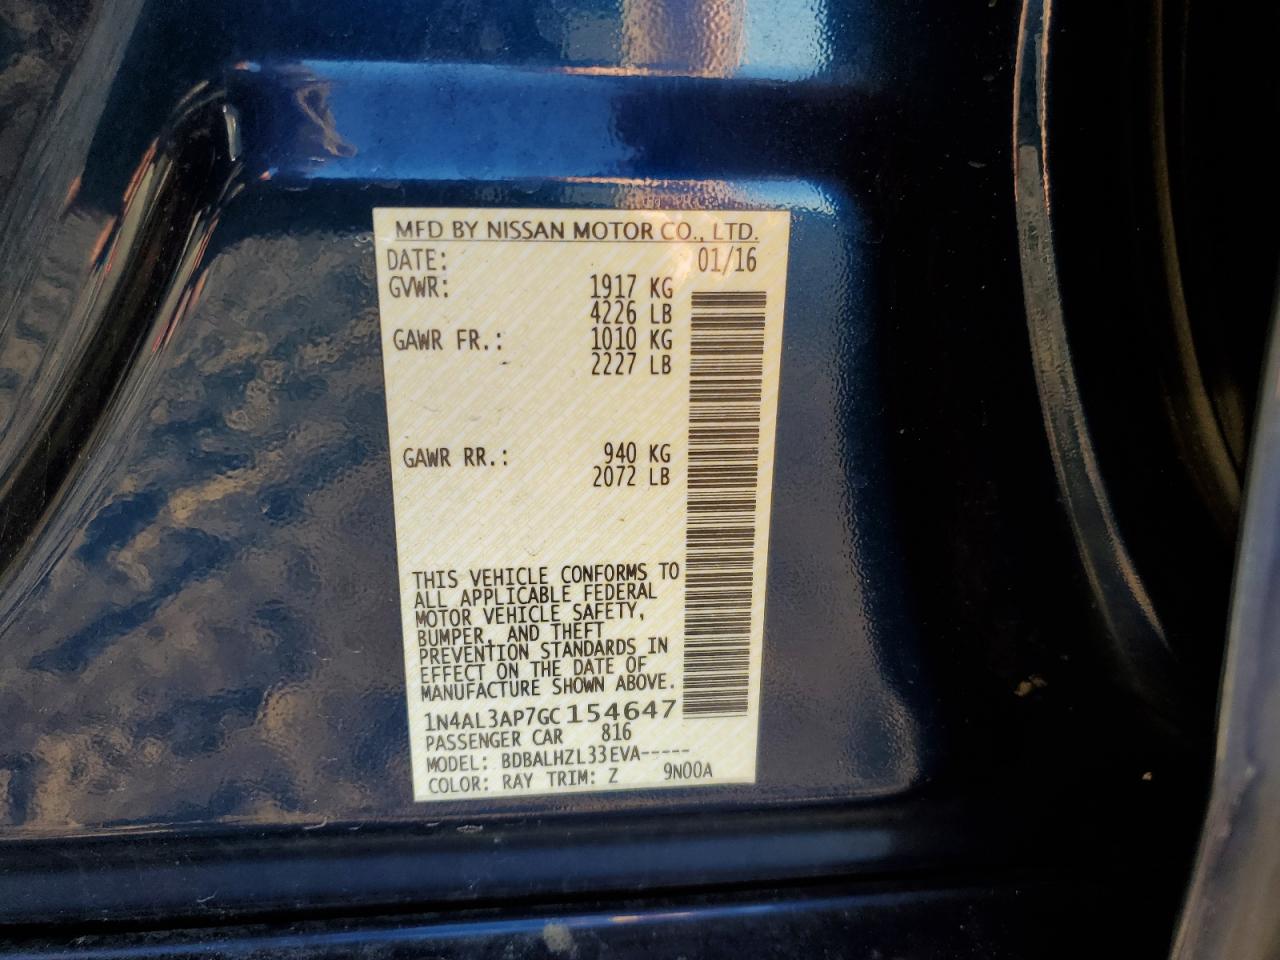 MFD BY NISSAN MOTOR CO., LTD.
DATE: 01/16
GVWR: 1917 KG
4226 LB
GAWR FR.: 1010 KG
2227 LB
GAWR RR.: 940 KG
2072 LB
THIS VEHICLE CONFORMS TO
ALL APPLICABLE FEDERAL
MOTOR VEHICLE SAFETY,
BUMPER, AND THEFT
PREVENTION STANDARDS IN
EFFECT ON THE DATE OF
MANUFACTURE SHOWN ABOVE.
1N4AL3AP7GC154647
PASSENGER CAR 816
MODEL: BDBALHZL33EVA-----
COLOR: RAY TRIM: Z 9N00A